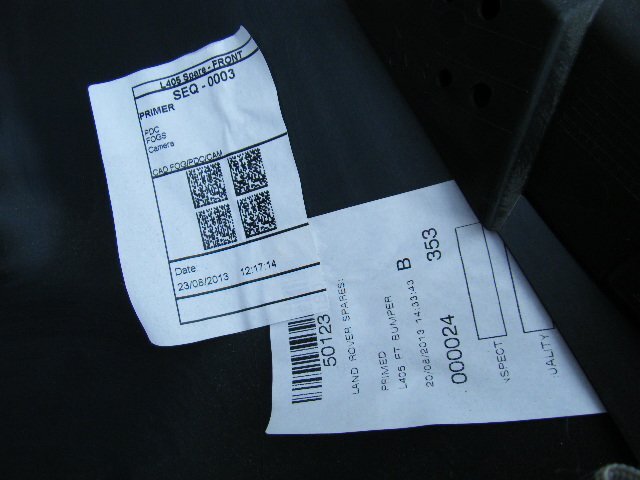 L405 Spare - FRONT
SEQ - 0003
PRIMER
PDC
FOGS
Camera
CAD FOG/PDC/CAM
Date
23/08/2013 12:17:14
50123
LAND ROVER SPARES:
PRIMED
L405 FT BUMPER
B
20/08/2013 14:33:43
353
000024
NSPECT
UALITY